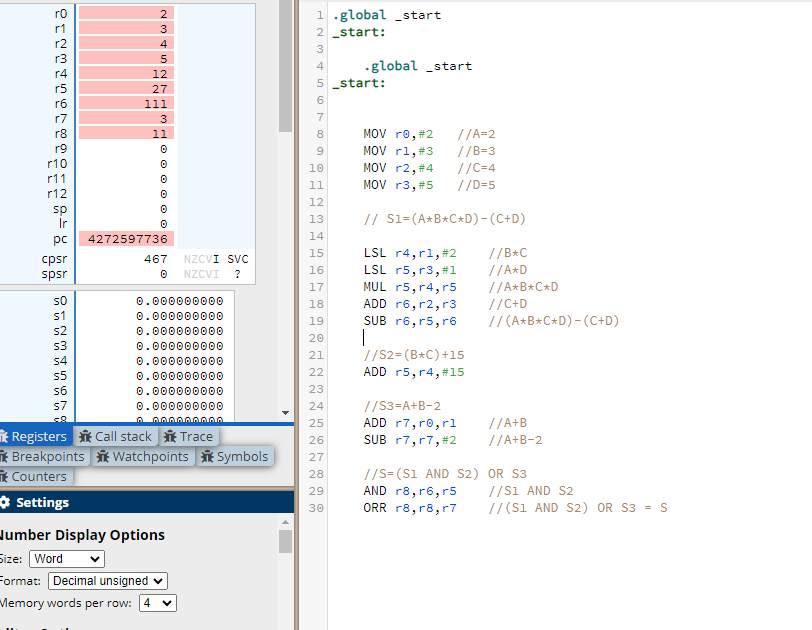 r0 2
r1 3
r2 4
r3 5
r4 12
r5 27
r6 111
r7 3
r8 11
r9 0
r10 0
r11 0
r12 0
sp 0
lr 0
pc 4272597736
cpsr 467 NZCVI SVC
spsr 0 NZCVI ?
s0 0.000000000
s1 0.000000000
s2 0.000000000
s3 0.000000000
s4 0.000000000
s5 0.000000000
s6 0.000000000
s7 0.000000000
s8 0.000000000
Registers Call stack Trace
Breakpoints Watchpoints Symbols
Counters
Settings
Number Display Options
Size: Word
Format: Decimal unsigned
Memory words per row: 4
1 .global _start
2 _start:
3
4 .global _start
5 _start:
6
7
8 MOV r0,#2 //A=2
9 MOV r1,#3 //B=3
10 MOV r2,#4 //C=4
11 MOV r3,#5 //D=5
12
13 // S1=(A*B*C*D)-(C+D)
14
15 LSL r4,r1,#2 //B*C
16 LSL r5,r3,#1 //A*D
17 MUL r5,r4,r5 //A*B*C*D
18 ADD r6,r2,r3 //C+D
19 SUB r6,r5,r6 //(A*B*C*D)-(C+D)
20
21 //S2=(B*C)+15
22 ADD r5,r4,#15
23
24 //S3=A+B-2
25 ADD r7,r0,r1 //A+B
26 SUB r7,r7,#2 //A+B-2
27
28 //S=(S1 AND S2) OR S3
29 AND r8,r6,r5 //S1 AND S2
30 ORR r8,r8,r7 //(S1 AND S2) OR S3 = S